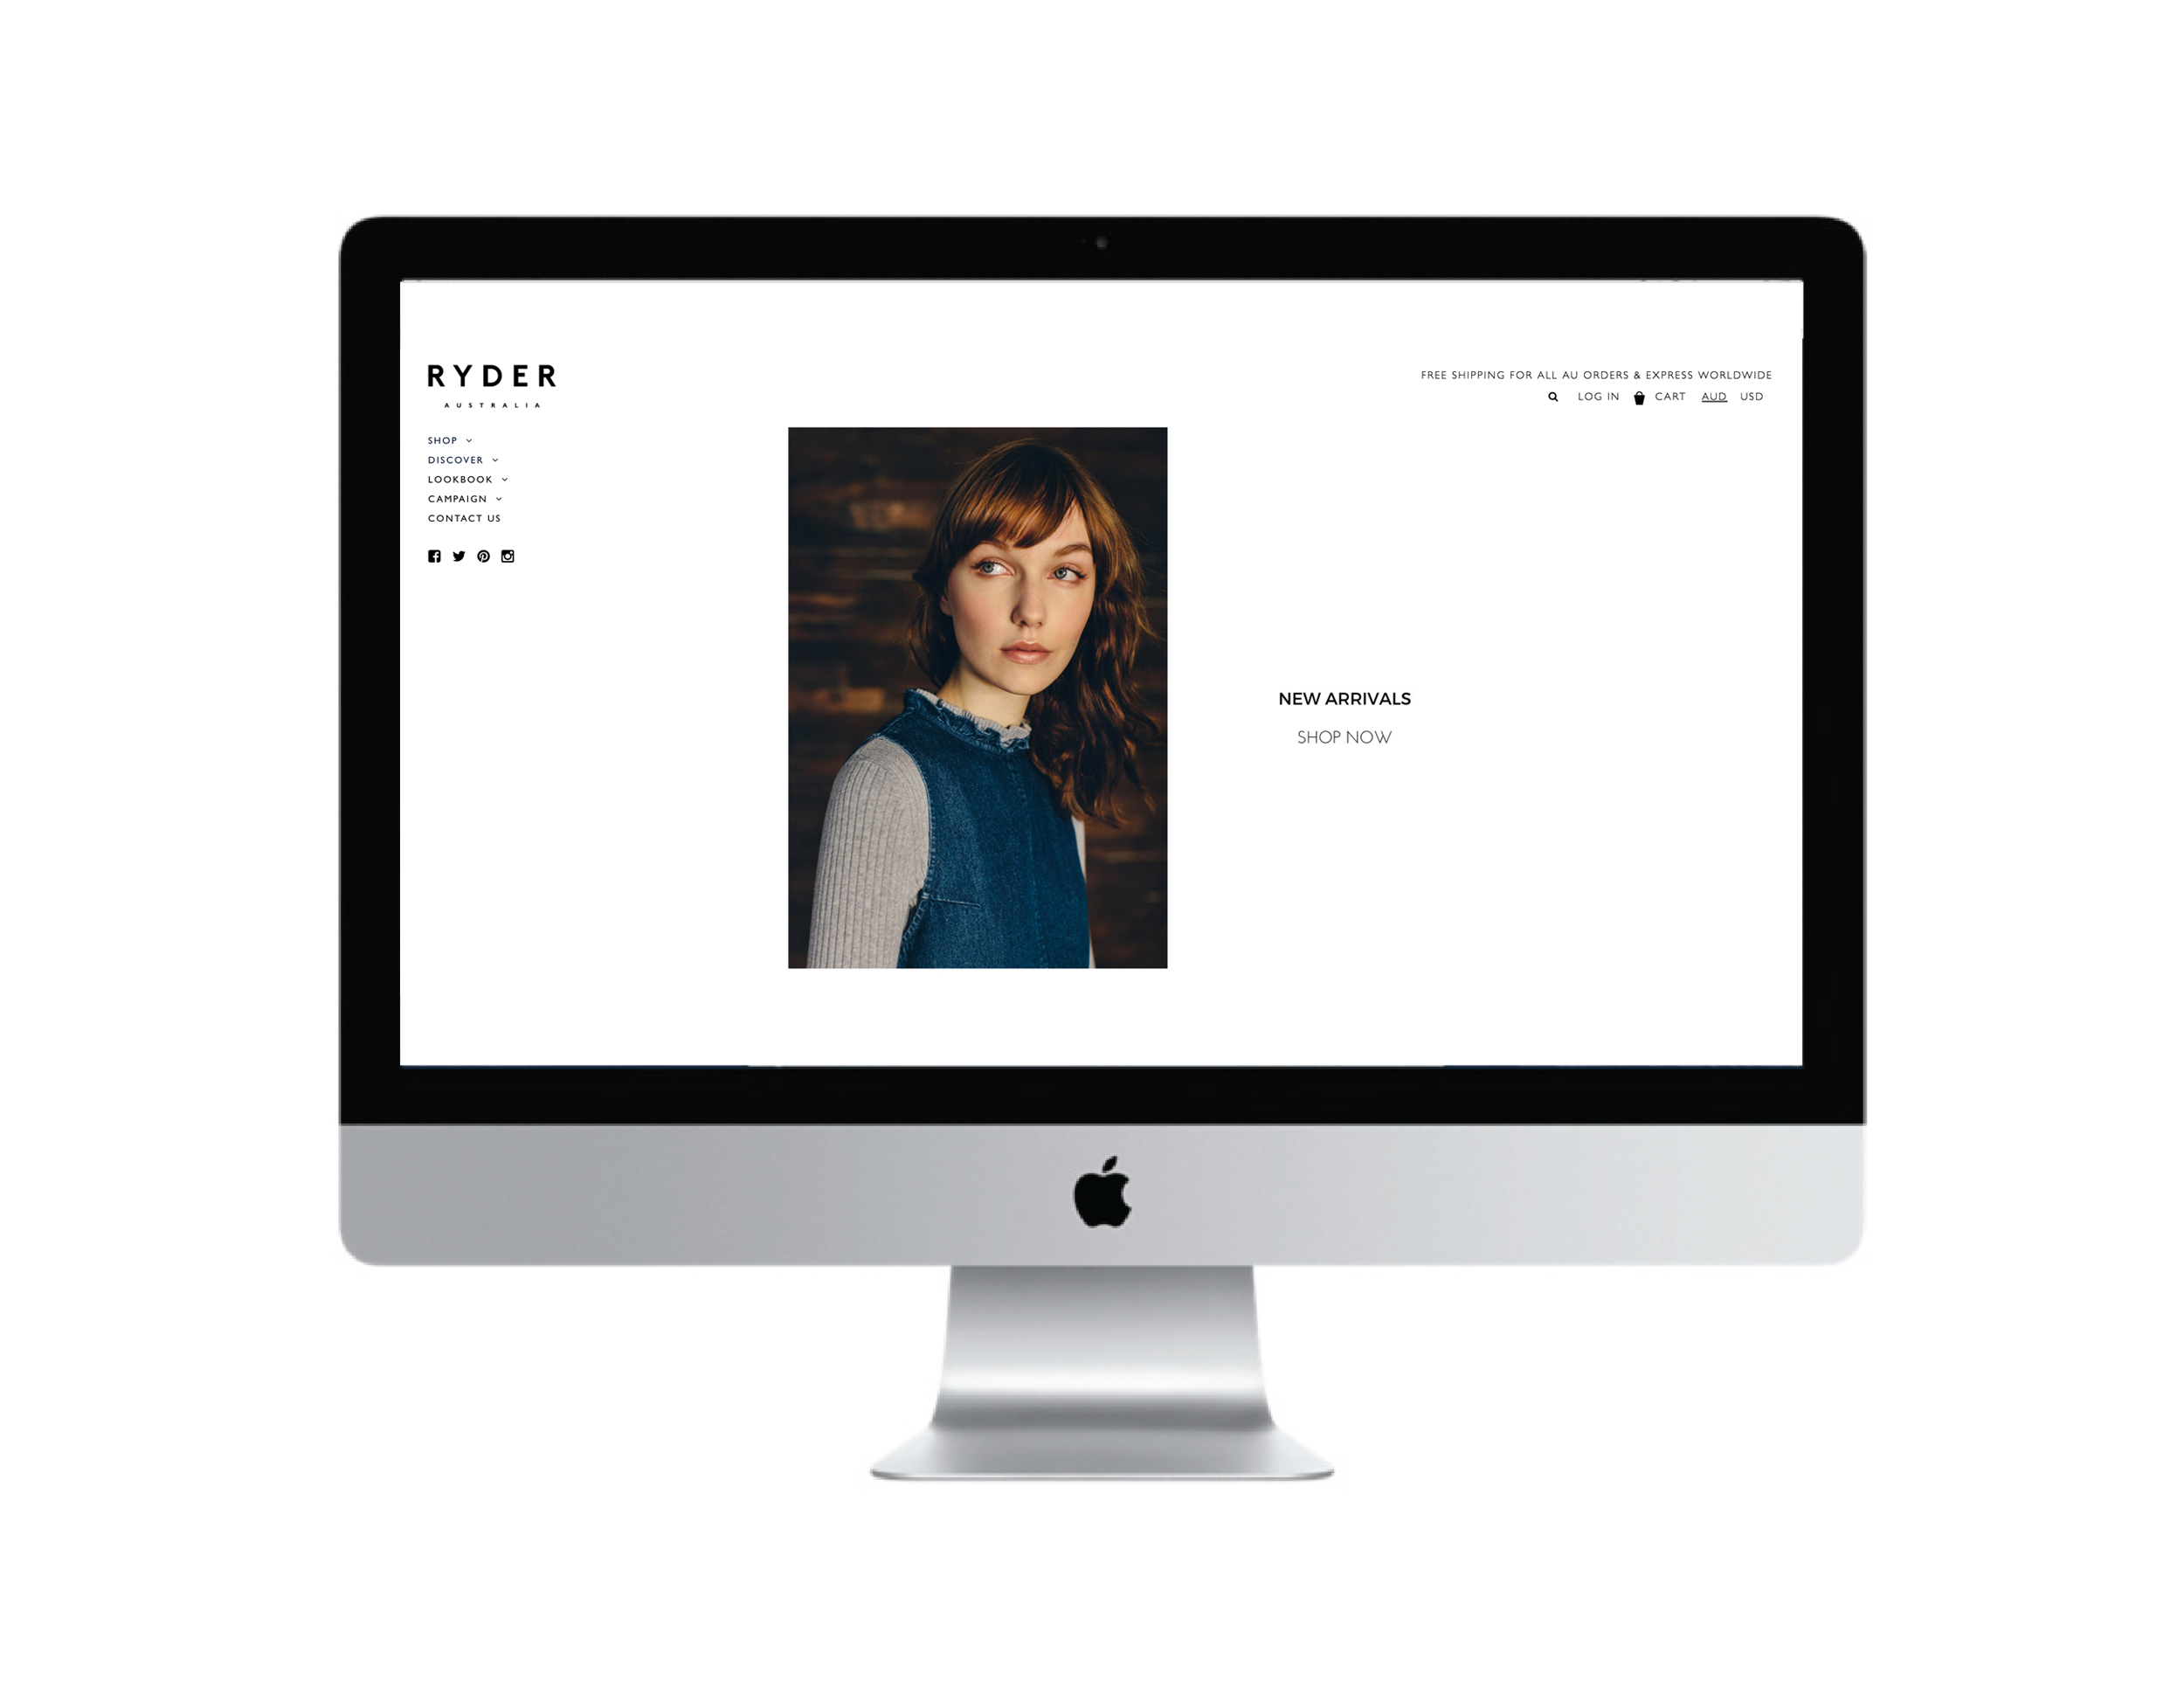 RYDER
AUSTRALIA
FREE SHIPPING FOR ALL AU ORDERS & EXPRESS WORLDWIDE
LOG IN CART AUD USD
SHOP
DISCOVER
LOOKBOOK
CAMPAIGN
CONTACT US
NEW ARRIVALS
SHOP NOW